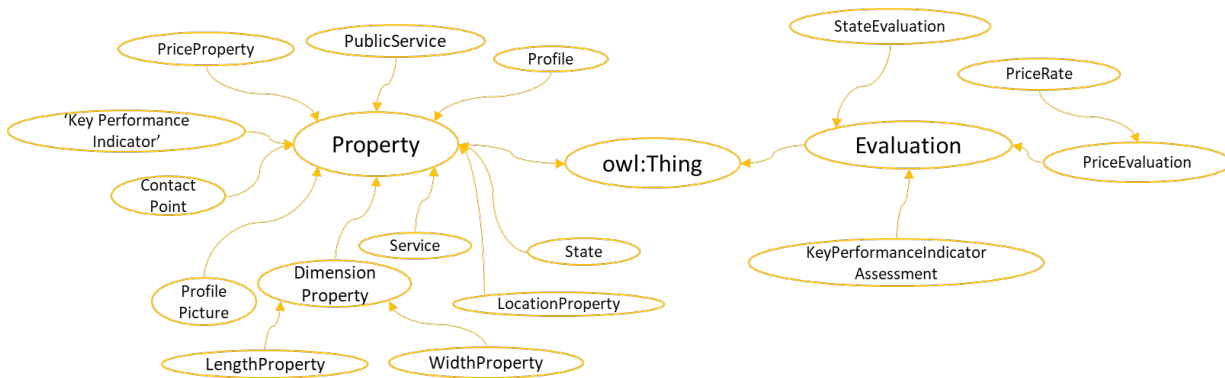 StateEvaluation
PublicService
PriceProperty
Profile
PriceRate
‘Key Performance
Indicator’
Property
Evaluation
owl:Thing
PriceEvaluation
Contact
Point
Service
State
KeyPerformanceIndicator
Assessment
Dimension
Property
Profile
Picture
LocationProperty
LengthProperty
WidthProperty